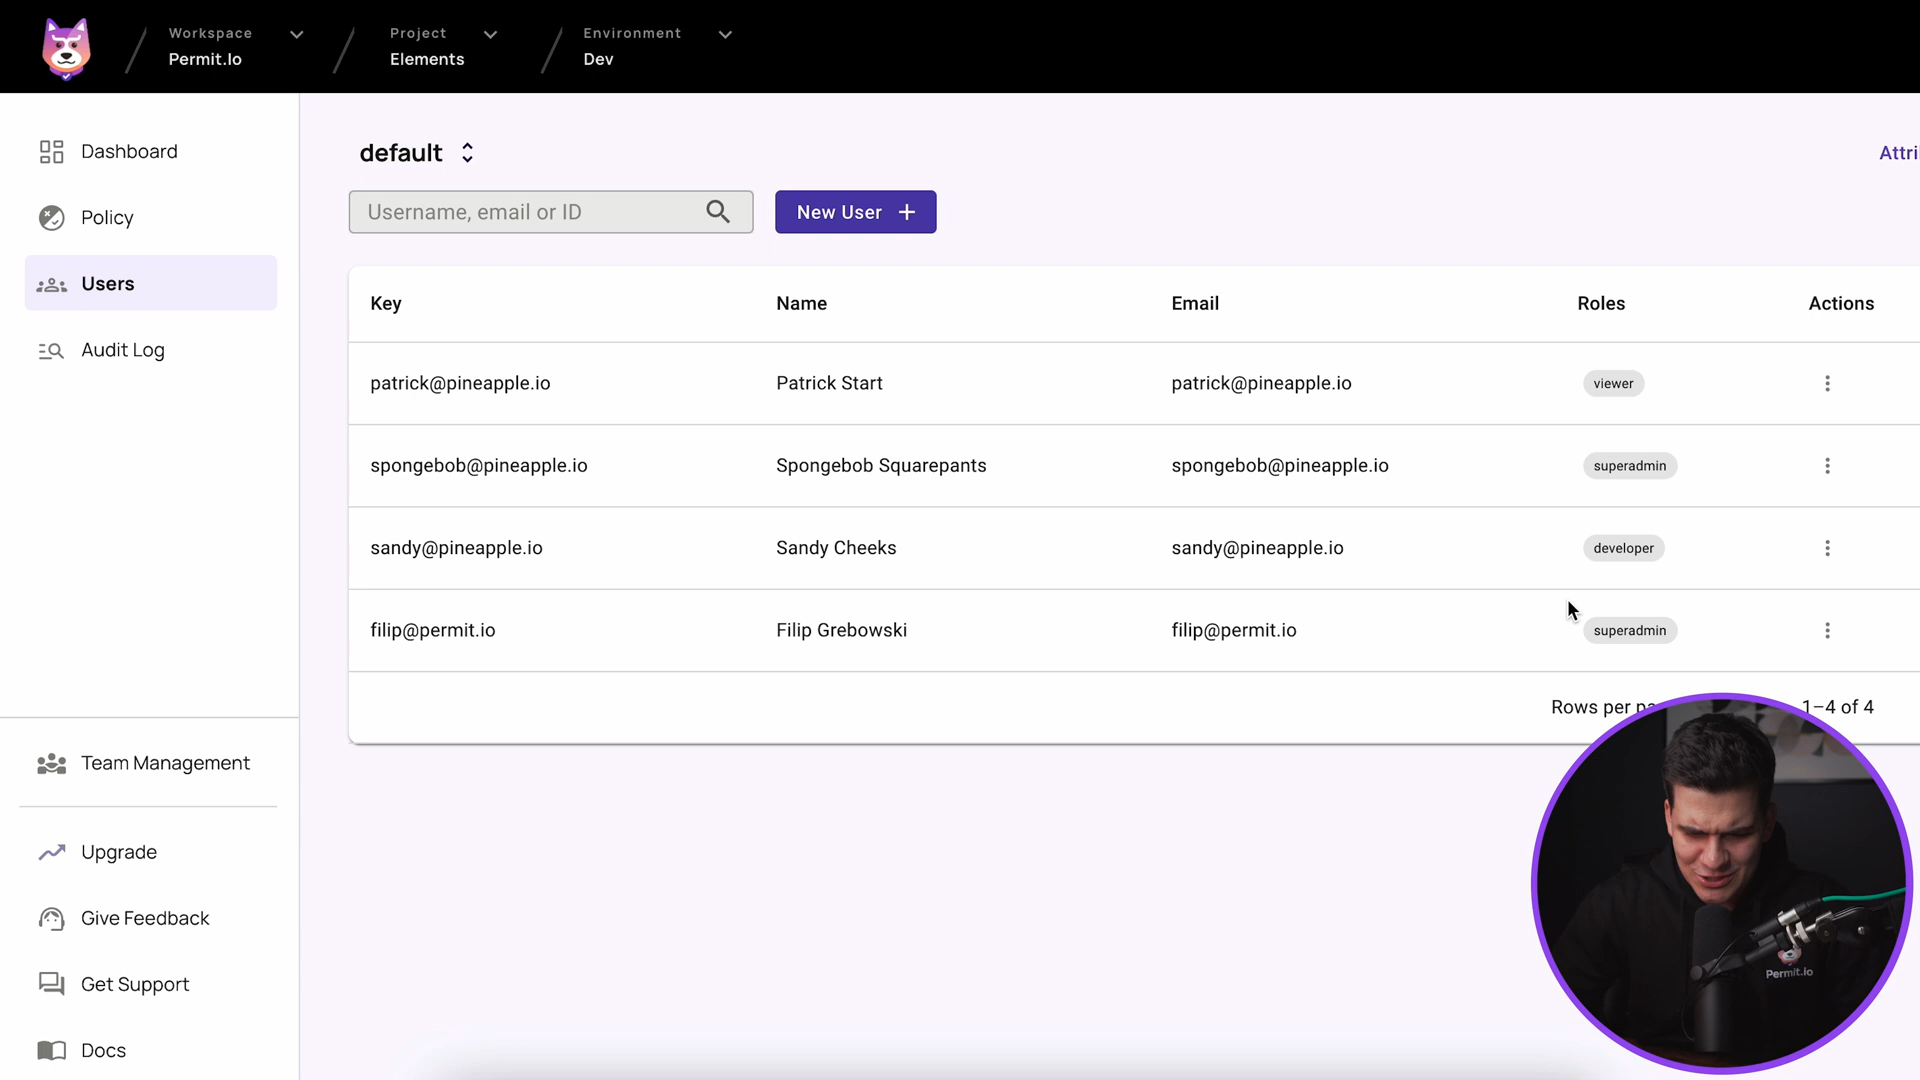 Workspace
Permit.Io
Project
Elements
Environment
Dev
Dashboard
Policy
Users
Audit Log
Team Management
Upgrade
Give Feedback
Get Support
Docs
default
Username, email or ID
New User +
Key Name Email Roles Actions
patrick@pineapple.io Patrick Start patrick@pineapple.io viewer
spongebob@pineapple.io Spongebob Squarepants spongebob@pineapple.io superadmin
sandy@pineapple.io Sandy Cheeks sandy@pineapple.io developer
filip@permit.io Filip Grebowski filip@permit.io superadmin
Rows per 1–4 of 4
Permit.io